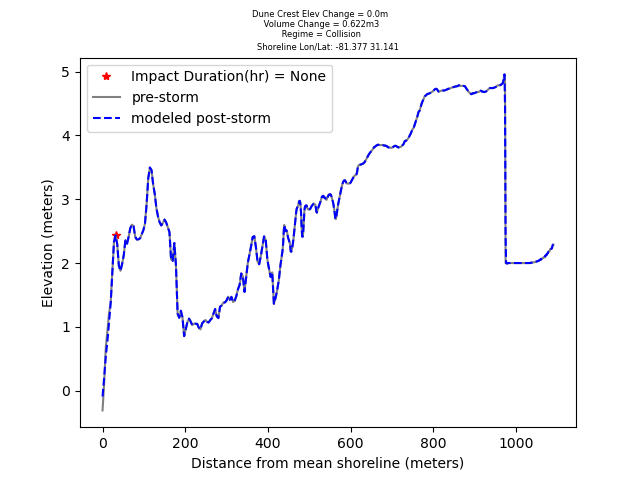 Dune Crest Elev Change = 0.0m
Volume Change = 0.622m3
Regime = Collision
Shoreline Lon/Lat: -81.377 31.141
Impact Duration(hr) = None
pre-storm
modeled post-storm
Elevation (meters)
5
4
3
2
1
0
0 200 400 600 800 1000
Distance from mean shoreline (meters)